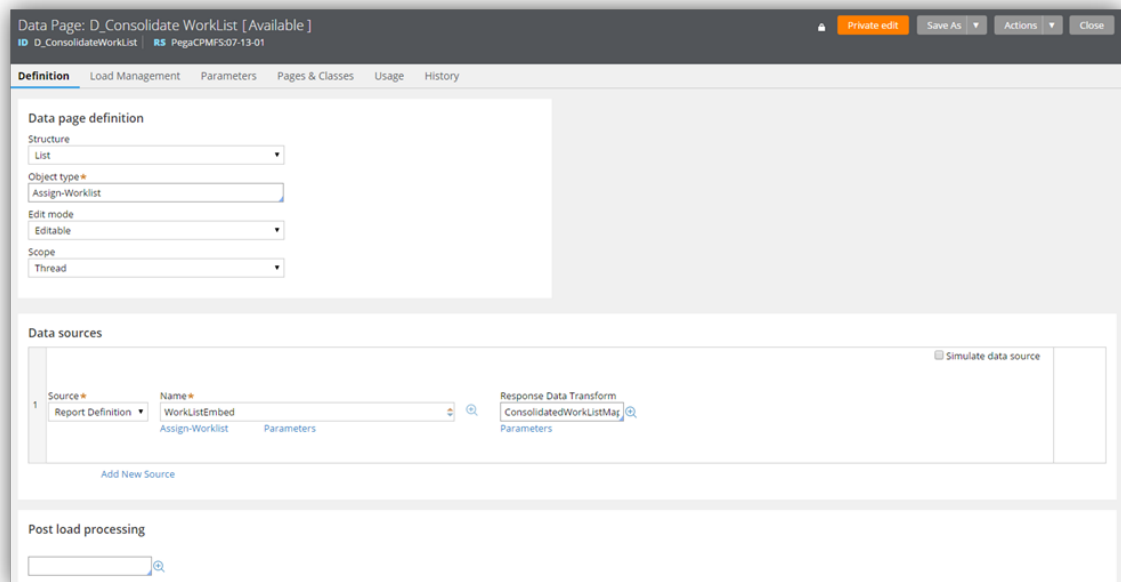 Data Page: D_Consolidate WorkList [ Available ]
Private edit
Save As
Actions
Close
ID D_ConsolidateWorkList RS PegaCPMFS:07-13-01
Definition Load Management Parameters Pages & Classes Usage History
Data page definition
Structure
List
Object type★
Assign-Worklist
Edit mode
Editable
Scope
Thread
Data sources
Simulate data source
Source★ Name★ Response Data Transform
1 Report Definition WorkListEmbed ConsolidatedWorkListMap
Assign-Worklist Parameters Parameters
Add New Source
Post load processing